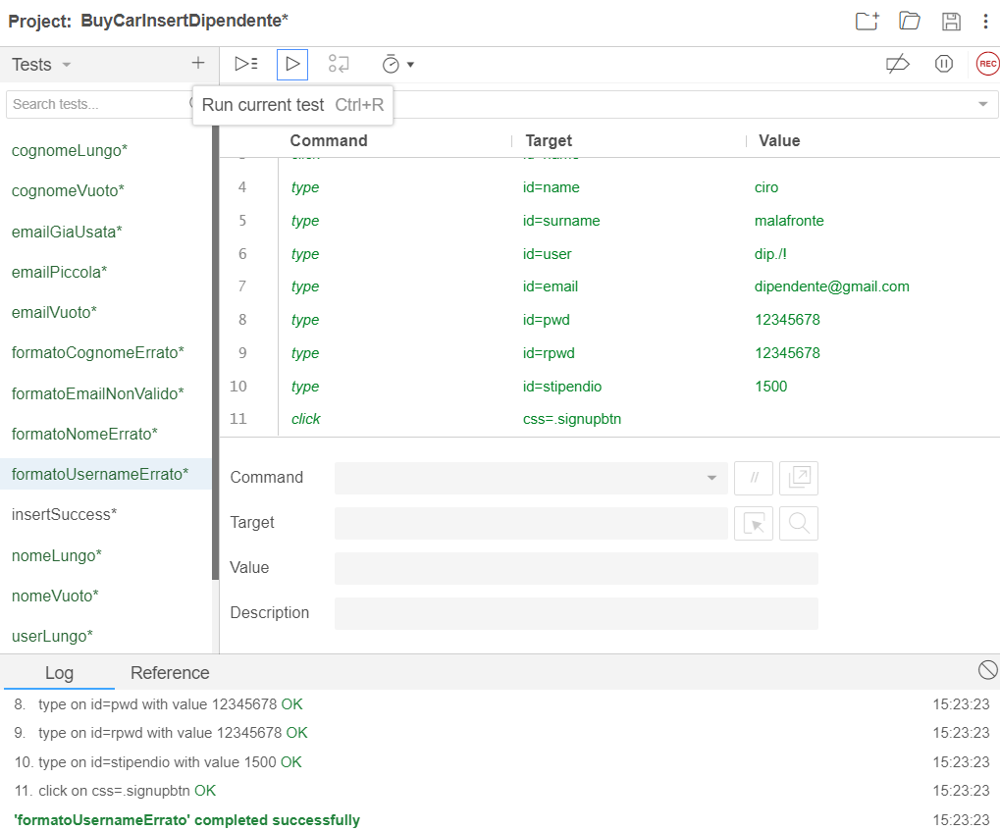 Project: BuyCarInsertDipendente*
Tests
REC
Search tests...
Run current test Ctrl+R
Command Target Value
cognomeLungo*
cognomeVuoto*
emailGiaUsata*
emailPiccola*
emailVuoto*
formatoCognomeErrato*
formatoEmailNonValido*
formatoNomeErrato*
formatoUsernameErrato*
insertSuccess*
nomeLungo*
nomeVuoto*
userLungo*
4 type id=name ciro
5 type id=surname malafronte
6 type id=user dip./!
7 type id=email dipendente@gmail.com
8 type id=pwd 12345678
9 type id=rpwd 12345678
10 type id=stipendio 1500
11 click css=.signupbtn
Command //
Target
Value
Description
Log Reference
8. type on id=pwd with value 12345678 OK 15:23:23
9. type on id=rpwd with value 12345678 OK 15:23:23
10. type on id=stipendio with value 1500 OK 15:23:23
11. click on css=.signupbtn OK 15:23:23
'formatoUsernameErrato' completed successfully 15:23:23